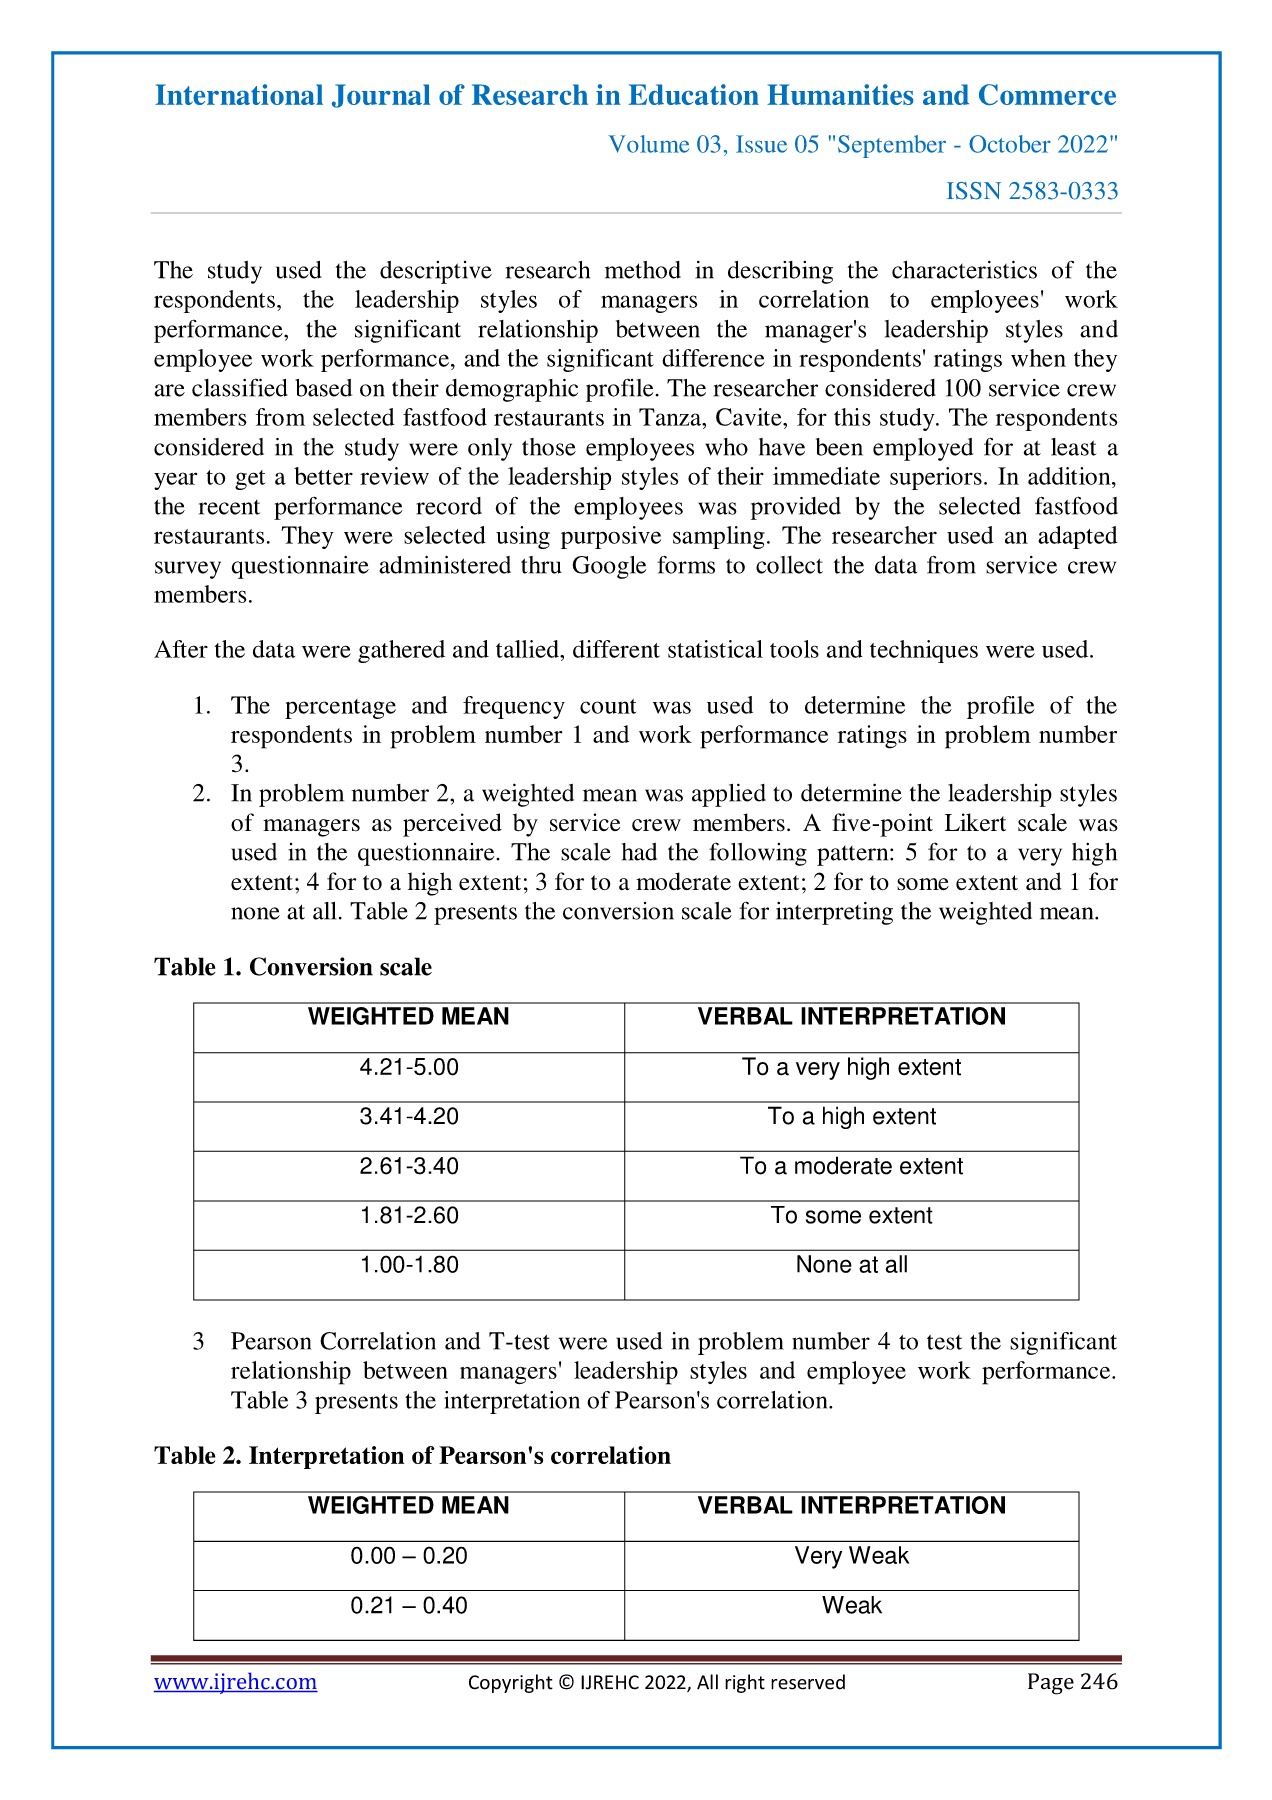 International Journal of Research in Education Humanities and Commerce
Volume 03, Issue 05 "September - October 2022"
ISSN 2583-0333
The study used the descriptive research method in describing the characteristics of the
respondents, the leadership styles of managers in correlation to employees' work
performance, the significant relationship between the manager's leadership styles and
employee work performance, and the significant difference in respondents' ratings when they
are classified based on their demographic profile. The researcher considered 100 service crew
members from selected fastfood restaurants in Tanza, Cavite, for this study. The respondents
considered in the study were only those employees who have been employed for at least a
year to get a better review of the leadership styles of their immediate superiors. In addition,
the recent performance record of the employees was provided by the selected fastfood
restaurants. They were selected using purposive sampling. The researcher used an adapted
survey questionnaire administered thru Google forms to collect the data from service crew
members.
After the data were gathered and tallied, different statistical tools and techniques were used.
1. The percentage and frequency count was used to determine the profile of the
respondents in problem number 1 and work performance ratings in problem number
3.
2. In problem number 2, a weighted mean was applied to determine the leadership styles
of managers as perceived by service crew members. A five-point Likert scale was
used in the questionnaire. The scale had the following pattern: 5 for to a very high
extent; 4 for to a high extent; 3 for to a moderate extent; 2 for to some extent and 1 for
none at all. Table 2 presents the conversion scale for interpreting the weighted mean.
Table 1. Conversion scale
WEIGHTED MEAN VERBAL INTERPRETATION
4.21-5.00 To a very high extent
3.41-4.20 To a high extent
2.61-3.40 To a moderate extent
1.81-2.60 To some extent
1.00-1.80 None at all
3 Pearson Correlation and T-test were used in problem number 4 to test the significant
relationship between managers' leadership styles and employee work performance.
Table 3 presents the interpretation of Pearson's correlation.
Table 2. Interpretation of Pearson's correlation
WEIGHTED MEAN VERBAL INTERPRETATION
0.00 – 0.20 Very Weak
0.21 – 0.40 Weak
www.ijrehc.com Copyright © IJREHC 2022, All right reserved Page 246